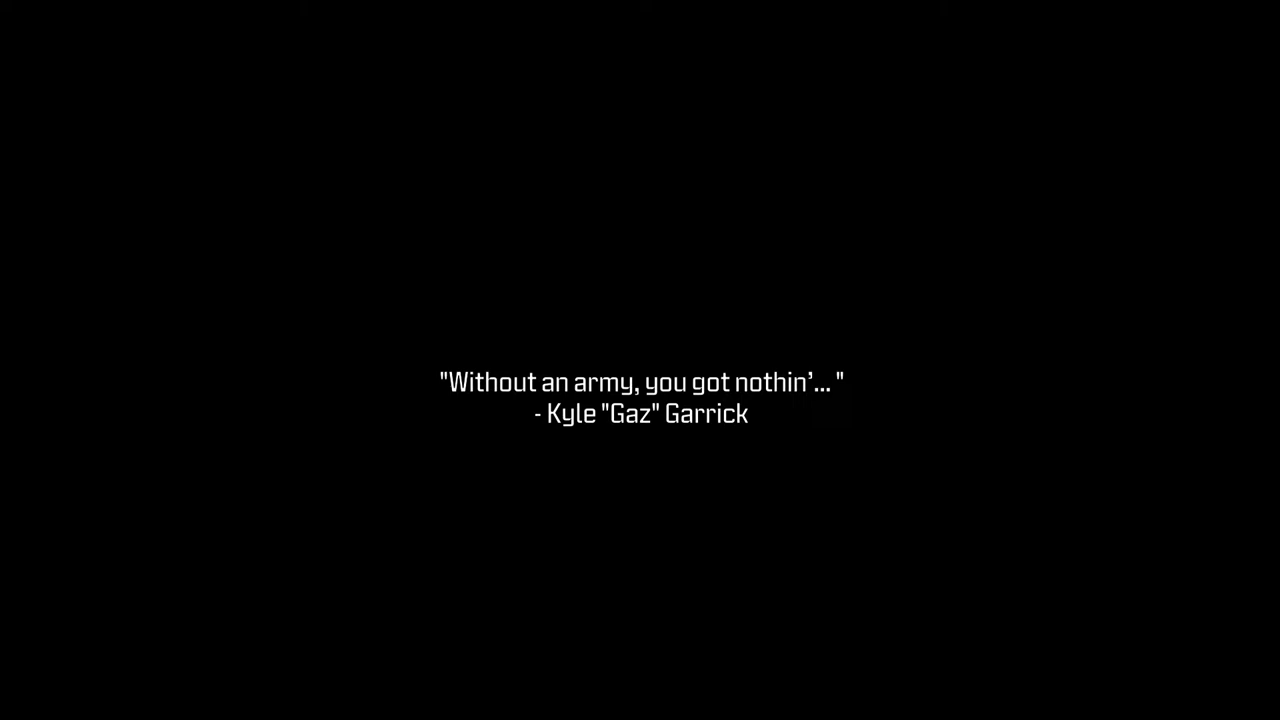 "Without an army, you got nothin’... "
- Kyle "Gaz" Garrick